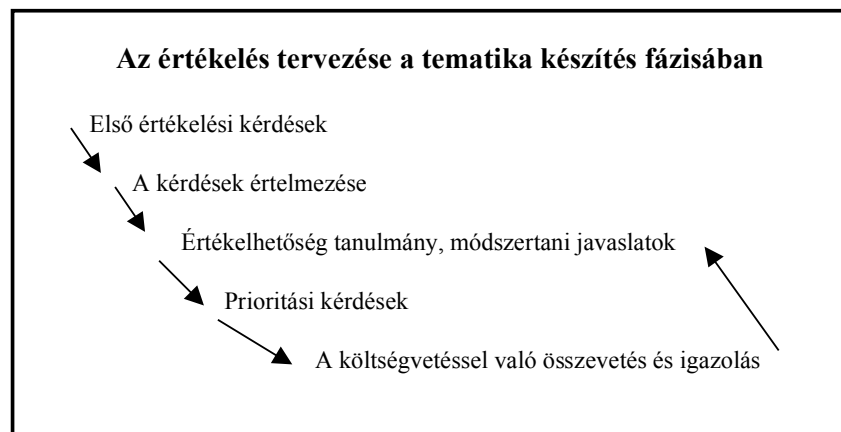 Az értékelés tervezése a tematika készítés fázisában
Első értékelési kérdések
A kérdések értelmezése
Értékelhetőség tanulmány, módszertani javaslatok
Prioritási kérdések
A költségvetéssel való összevetés és igazolás